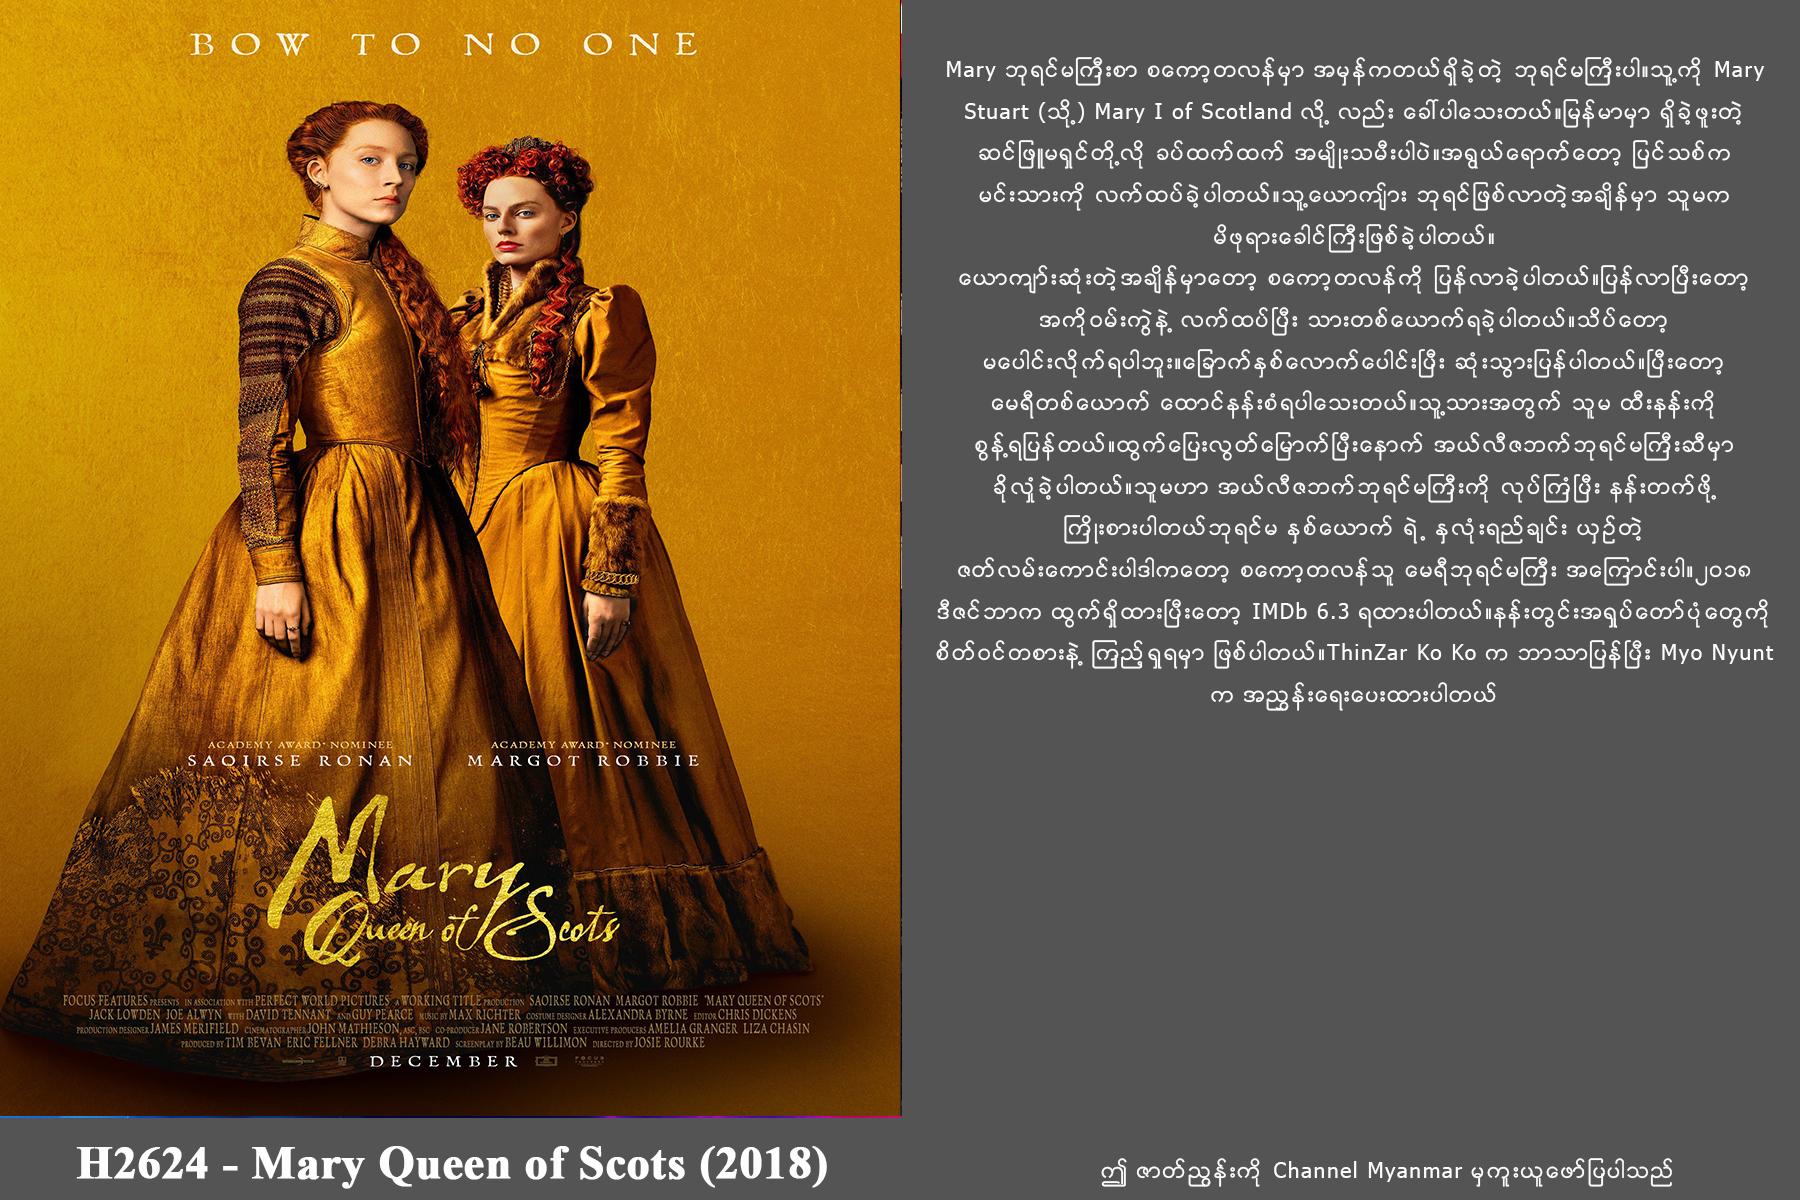 BOW TO NO ONE
ACADEMY AWARD® NOMINEE
SAOIRSE RONAN
ACADEMY AWARD® NOMINEE
MARGOT ROBBIE
Mary
Queen of Scots
FOCUS FEATURES PRESENTS IN ASSOCIATION WITH PERFECT WORLD PICTURES A WORKING TITLE PRODUCTION SAOIRSE RONAN MARGOT ROBBIE "MARY QUEEN OF SCOTS"
JACK LOWDEN JOE ALWYN WITH DAVID TENNANT AND GUY PEARCE MUSIC BY MAX RICHTER COSTUME DESIGNER ALEXANDRA BYRNE EDITOR CHRIS DICKENS
PRODUCTION DESIGNER JAMES MERIFIELD CINEMATOGRAPHER JOHN MATHIESON, ASC, BSC CO-PRODUCER JANE ROBERTSON EXECUTIVE PRODUCERS AMELIA GRANGER LIZA CHASIN
PRODUCED BY TIM BEVAN ERIC FELLNER DEBRA HAYWARD SCREENPLAY BY BEAU WILLIMON DIRECTED BY JOSIE ROURKE
DECEMBER
H2624 - Mary Queen of Scots (2018)
Mary ဘုရင်မကြီးစာ စကော့တလန်မှာ အမှန်ကတယ်ရှိခဲ့တဲ့ ဘုရင်မကြီးပါ။သူ့ကို Mary
Stuart (သို့) Mary I of Scotland လို့ လည်း ခေါ်ပါသေးတယ်။မြန်မာမှာ ရှိခဲ့ဖူးတဲ့
ဆင်ဖြူမရှင်တို့လို ခပ်ထက်ထက် အမျိုးသမီးပါပဲ။အရွယ်ရောက်တော့ ပြင်သစ်က
မင်းသားကို လက်ထပ်ခဲ့ပါတယ်။သူ့ယောကျ်ား ဘုရင်ဖြစ်လာတဲ့အချိန်မှာ သူမက
မိဖုရားခေါင်ကြီးဖြစ်ခဲ့ပါတယ်။
ယောကျာ်းဆုံးတဲ့အချိန်မှာတော့ စကော့တလန်ကို ပြန်လာခဲ့ပါတယ်။ပြန်လာပြီးတော့
အကိုဝမ်းကွဲနဲ့ လက်ထပ်ပြီး သားတစ်ယောက်ရခဲ့ပါတယ်။သိပ်တော့
မပေါင်းလိုက်ရပါဘူး။ခြောက်နှစ်လောက်ပေါင်းပြီး ဆုံးသွားပြန်ပါတယ်။ပြီးတော့
မေရီတစ်ယောက် ထောင်နန်းစံရပါသေးတယ်။သူ့သားအတွက် သူမ ထီးနန်းကို
စွန့်ရပြန်တယ်။ထွက်ပြေးလွတ်မြောက်ပြီးနောက် အယ်လီဇဘက်ဘုရင်မကြီးဆီမှာ
ခိုလှုံခဲ့ပါတယ်။သူမဟာ အယ်လီဇဘက်ဘုရင်မကြီးကို လုပ်ကြံပြီး နန်းတက်ဖို့
ကြိုးစားပါတယ်ဘုရင်မ နှစ်ယောက် ရဲ့ နှလုံးရည်ချင်း ယှဉ်တဲ့
ဇတ်လမ်းကောင်းပါဒါကတော့ စကော့တလန်သူ မေရီဘုရင်မကြီး အကြောင်းပါ။၂၀၁၈
ဒီဇင်ဘာက ထွက်ရှိထားပြီးတော့ IMDb 6.3 ရထားပါတယ်။နန်းတွင်းအရှုပ်တော်ပုံတွေကို
စိတ်ဝင်တစားနဲ့ ကြည့်ရှုရမှာ ဖြစ်ပါတယ်။ThinZar Ko Ko က ဘာသာပြန်ပြီး Myo Nyunt
က အညွှန်းရေးပေးထားပါတယ်
ဤ ဇာတ်ညွှန်းကို Channel Myanmar မှကူးယူဖော်ပြပါသည်